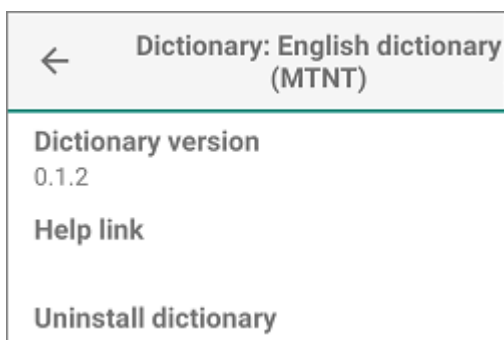 Dictionary: English dictionary
(MTNT)
Dictionary version
0.1.2
Help link
Uninstall dictionary